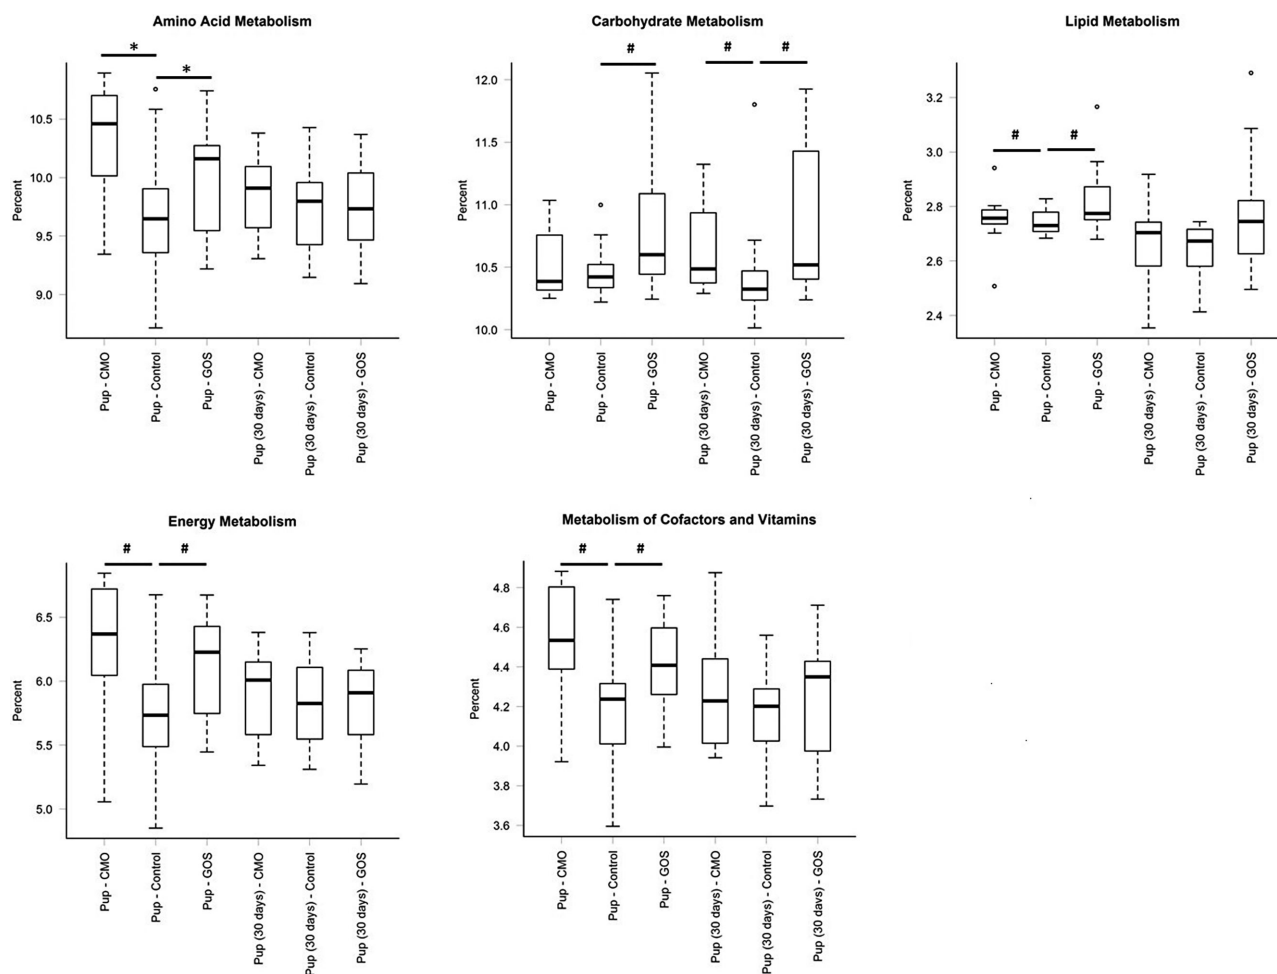 Amino Acid Metabolism
* *
Percent
10.5
10.0
9.5
9.0
Pup - CMO
Pup - Control
Pup - GOS
Pup (30 days) - CMO
Pup (30 days) - Control
Pup (30 days) - GOS
Carbohydrate Metabolism
# # #
Percent
12.0
11.5
11.0
10.5
10.0
Pup - CMO
Pup - Control
Pup - GOS
Pup (30 days) - CMO
Pup (30 days) - Control
Pup (30 days) - GOS
Lipid Metabolism
# #
Percent
3.2
3.0
2.8
2.6
2.4
Pup - CMO
Pup - Control
Pup - GOS
Pup (30 days) - CMO
Pup (30 days) - Control
Pup (30 days) - GOS
Energy Metabolism
# #
Percent
6.5
6.0
5.5
5.0
Pup - CMO
Pup - Control
Pup - GOS
Pup (30 days) - CMO
Pup (30 days) - Control
Pup (30 days) - GOS
Metabolism of Cofactors and Vitamins
# #
Percent
4.8
4.6
4.4
4.2
4.0
3.8
3.6
Pup - CMO
Pup - Control
Pup - GOS
Pup (30 days) - CMO
Pup (30 days) - Control
Pup (30 days) - GOS